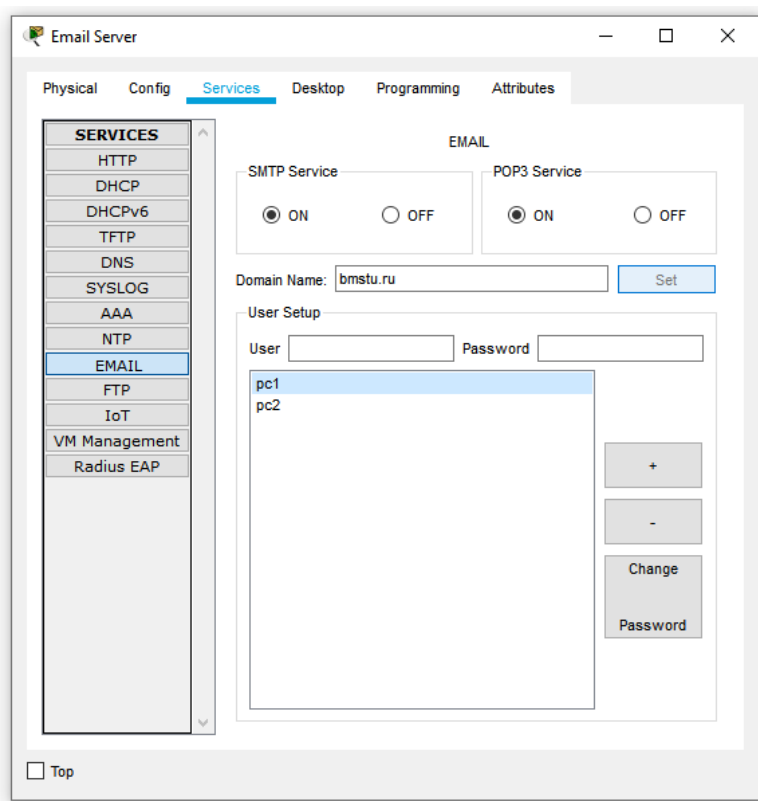 Email Server
Physical Config Services Desktop Programming Attributes
SERVICES
HTTP
DHCP
DHCPv6
TFTP
DNS
SYSLOG
AAA
NTP
EMAIL
FTP
IoT
VM Management
Radius EAP
EMAIL
SMTP Service
ON OFF
POP3 Service
ON OFF
Domain Name: bmstu.ru Set
User Setup
User Password
pc1
pc2
+
-
Change
Password
Top